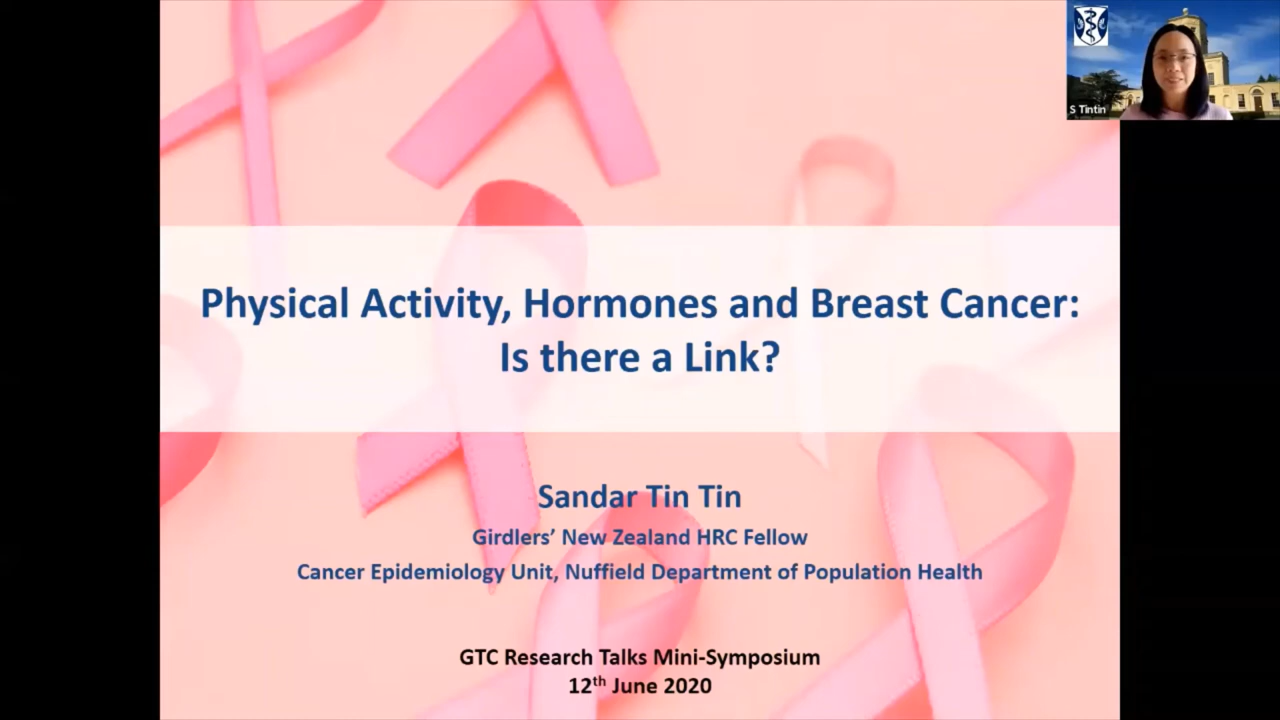 S Tintin
Physical Activity, Hormones and Breast Cancer:
Is there a Link?
Sandar Tin Tin
Girdlers’ New Zealand HRC Fellow
Cancer Epidemiology Unit, Nuffield Department of Population Health
GTC Research Talks Mini-Symposium
12th June 2020